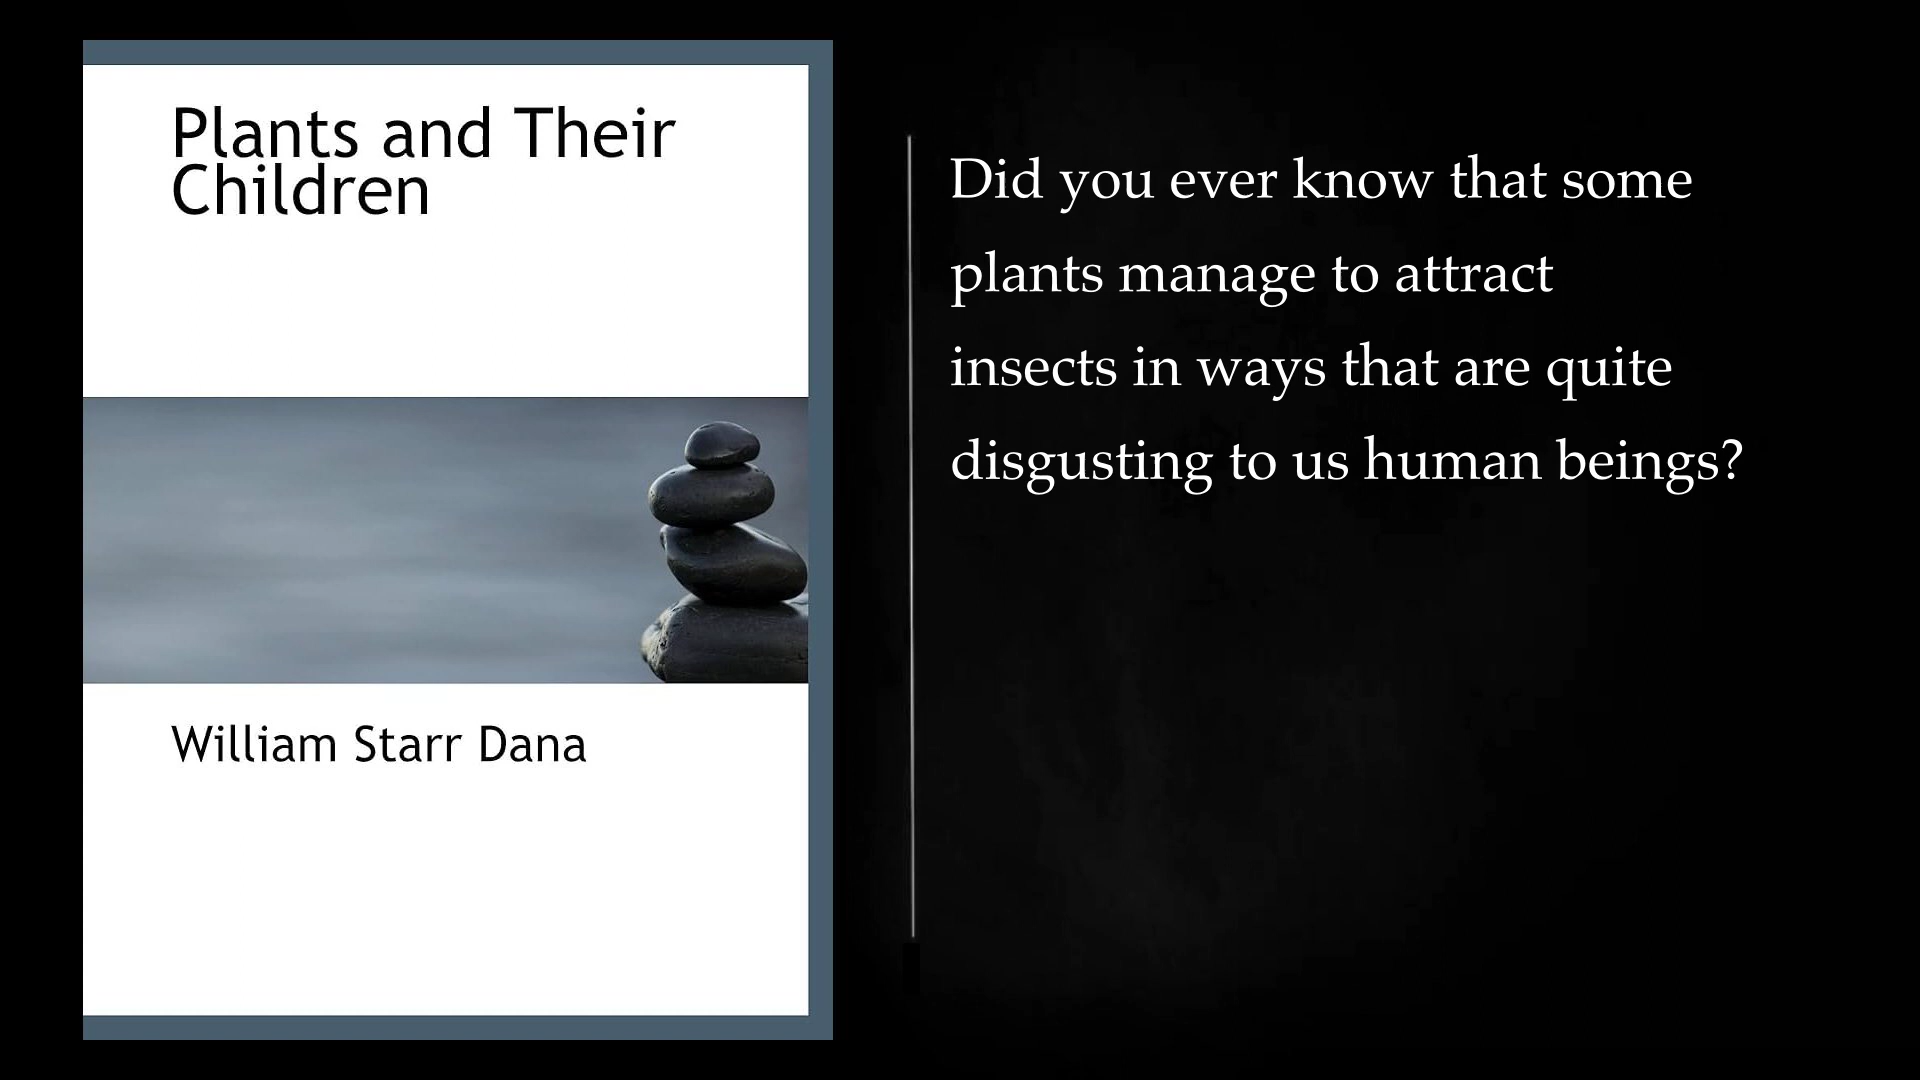 Plants and Their
Children
William Starr Dana
Did you ever know that some
plants manage to attract
insects in ways that are quite
disgusting to us human beings?